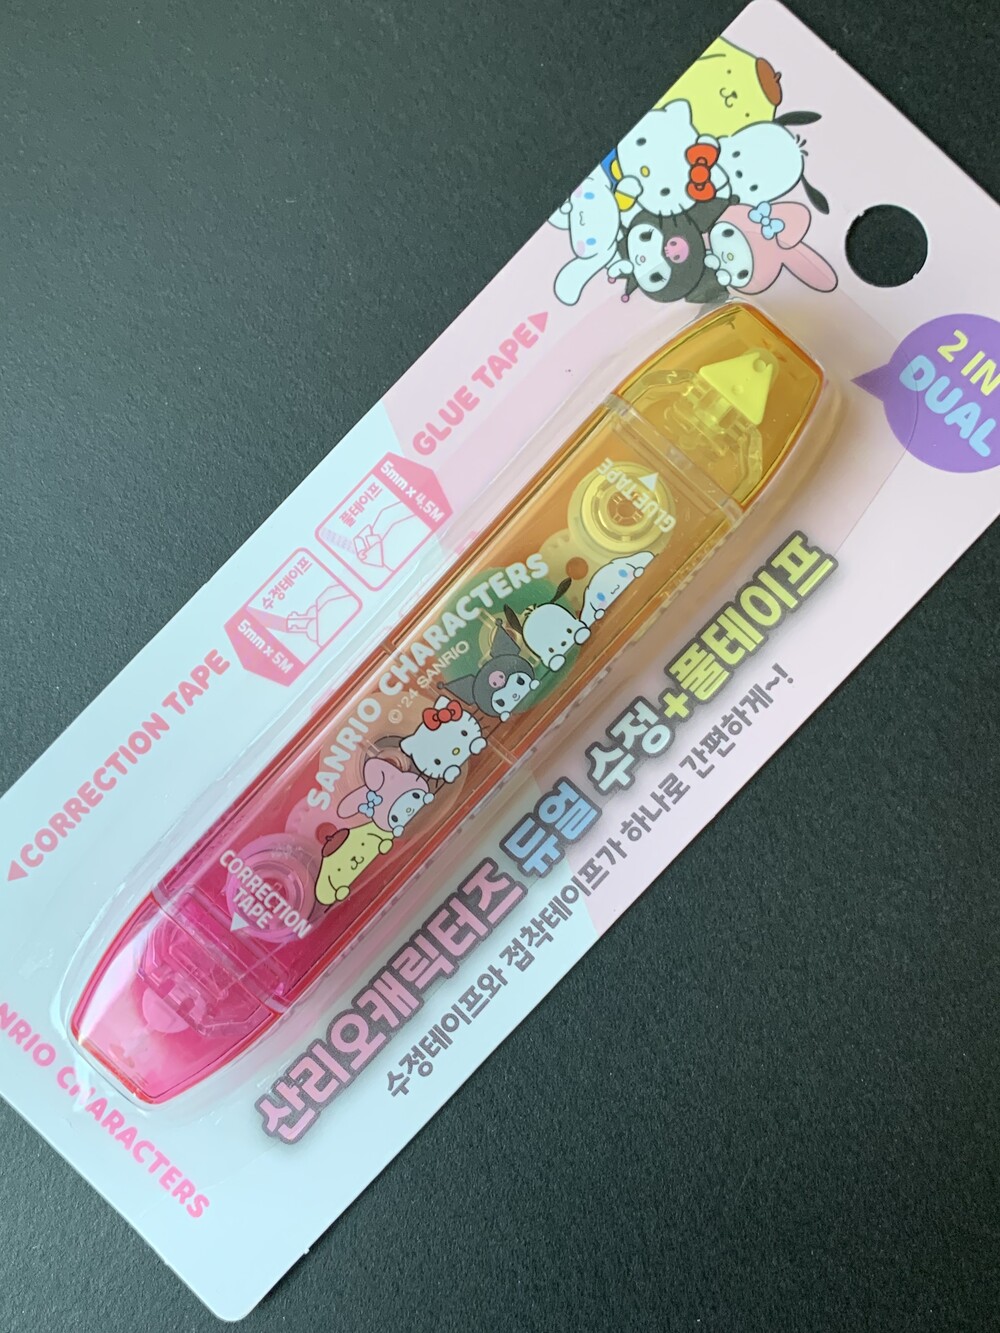 2 IN
DUAL
GLUE TAPE▶
5mm x 4.5M
풀테이프
수정테이프
5mm x 5M
◀CORRECTION TAPE
GLUE TAPE
SANRIO CHARACTERS
© '24 SANRIO
CORRECTION
TAPE
산리오캐릭터즈 듀얼 수정+풀테이프
수정테이프와 접착테이프가 하나로 간편하게~!
NRIO CHARACTERS